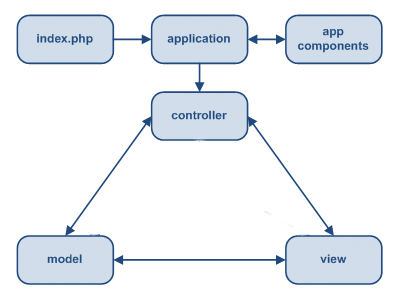 index.php
application
app
components
controller
model
view